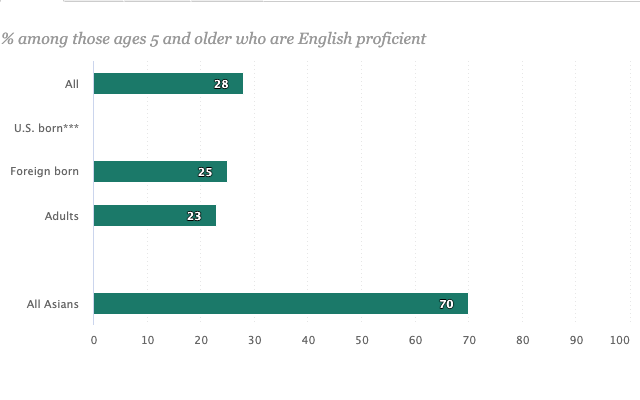 % among those ages 5 and older who are English proficient
All 28
U.S. born***
Foreign born 25
Adults 23
All Asians 70
0 10 20 30 40 50 60 70 80 90 100